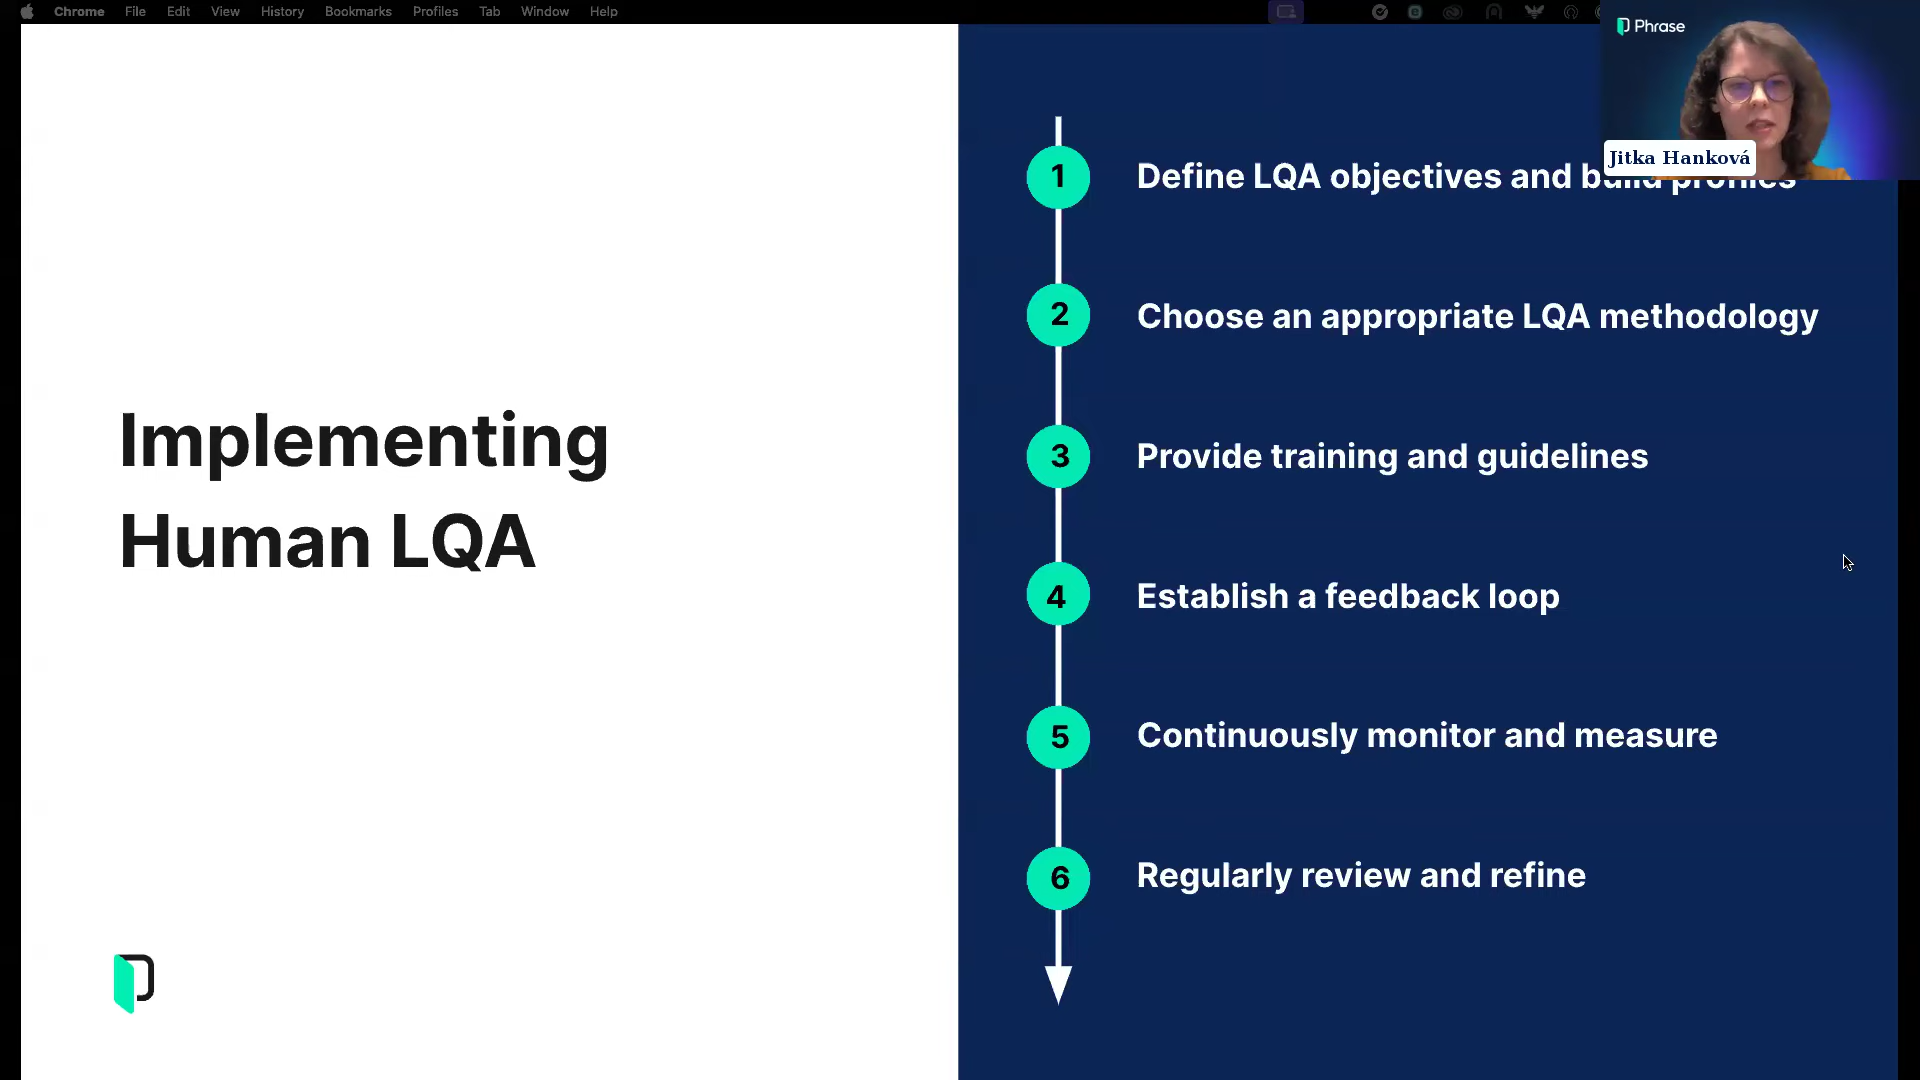 Chrome File Edit View History Bookmarks Profiles Tab Window Help
Phrase
Jitka Hanková
Implementing
Human LQA
1 Define LQA objectives and build profiles
2 Choose an appropriate LQA methodology
3 Provide training and guidelines
4 Establish a feedback loop
5 Continuously monitor and measure
6 Regularly review and refine